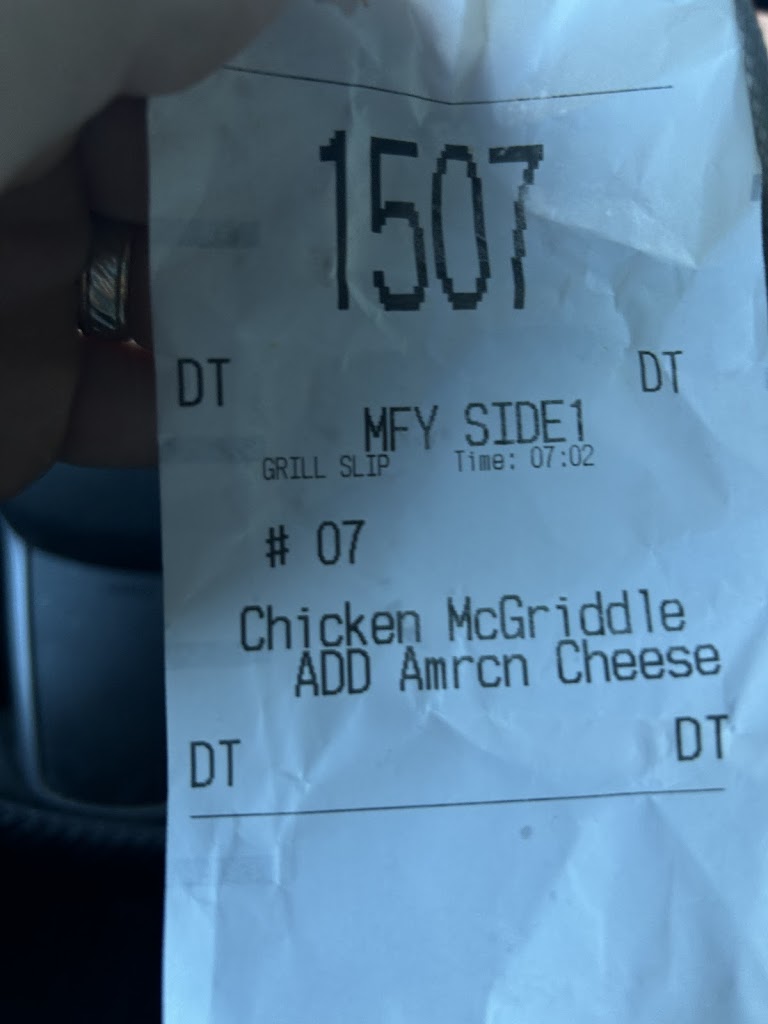 1507
DT DT
MFY SIDE1
GRILL SLIP Time: 07:02
# 07
Chicken McGriddle
ADD Amrcn Cheese
DT DT